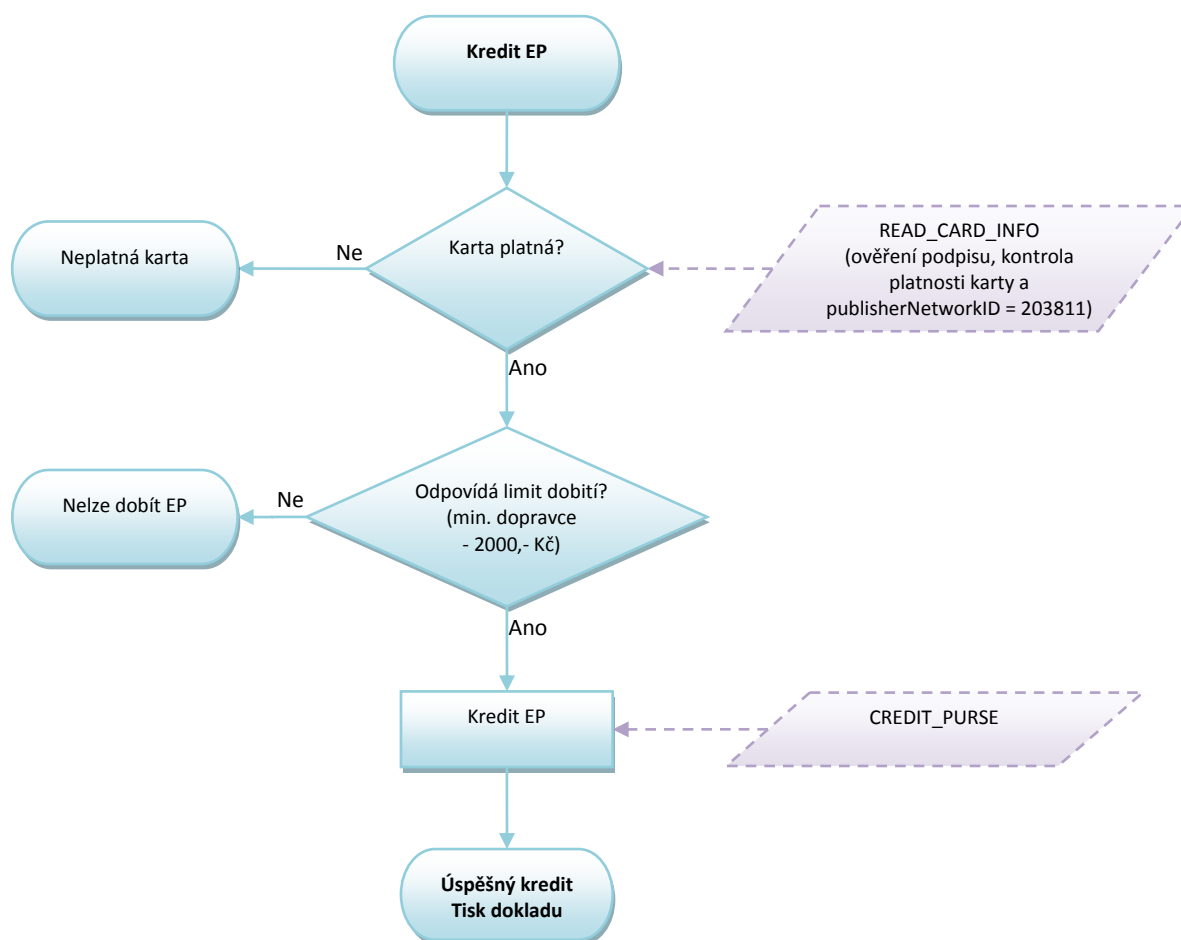 Kredit EP
Karta platná?
Ne
Neplatná karta
READ_CARD_INFO
(ověření podpisu, kontrola
platnosti karty a
publisherNetworkID = 203811)
Ano
Odpovídá limit dobití?
(min. dopravce
- 2000,- Kč)
Ne
Nelze dobít EP
Ano
Kredit EP
CREDIT_PURSE
Úspěšný kredit
Tisk dokladu